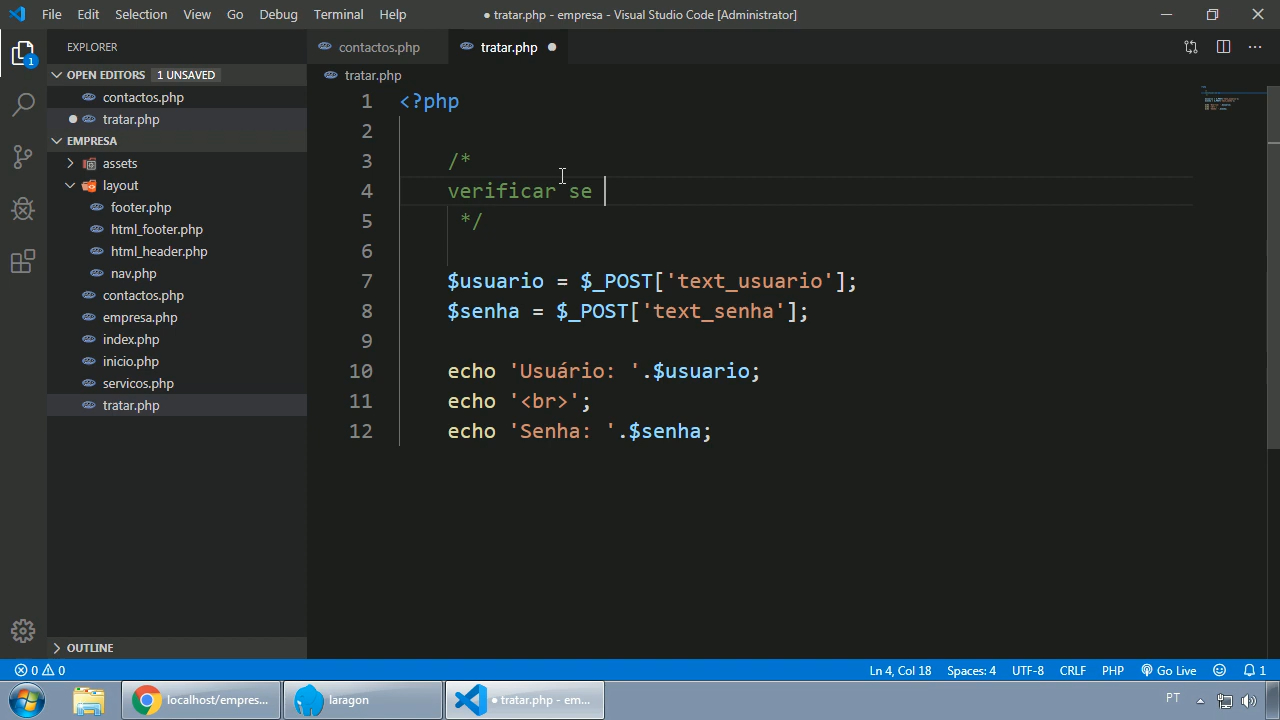 File Edit Selection View Go Debug Terminal Help
● tratar.php - empresa - Visual Studio Code [Administrator]
EXPLORER
OPEN EDITORS 1 UNSAVED
contactos.php
tratar.php
EMPRESA
assets
layout
footer.php
html_footer.php
html_header.php
nav.php
contactos.php
empresa.php
index.php
inicio.php
servicos.php
tratar.php
OUTLINE
1
contactos.php
tratar.php
tratar.php
1 <?php
2
3 /*
4 verificar se
5 */
6
7 $usuario = $_POST['text_usuario'];
8 $senha = $_POST['text_senha'];
9
10 echo 'Usuário: '.$usuario;
11 echo '<br>';
12 echo 'Senha: '.$senha;
0 0
Ln 4, Col 18 Spaces: 4 UTF-8 CRLF PHP Go Live 1
localhost/empres...
laragon
● tratar.php - em...
PT